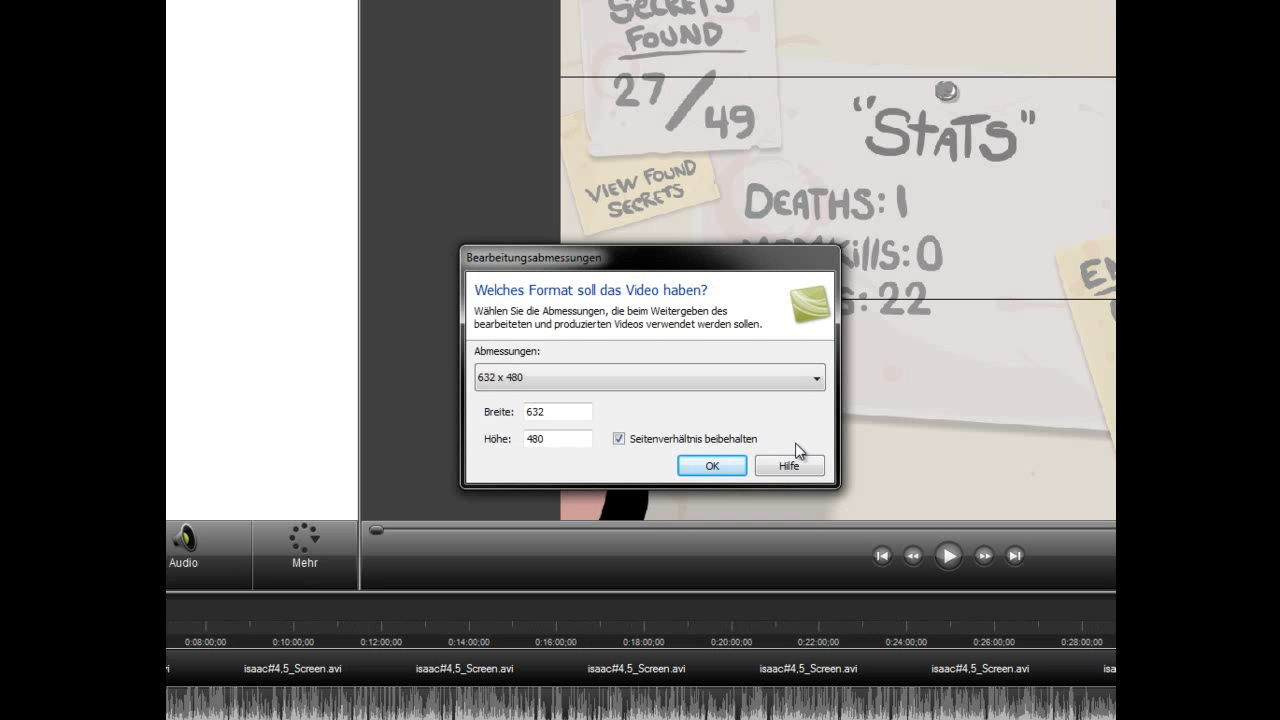 SECRETS
FOUND
27/49
"STATS"
VIEW FOUND
SECRETS
DEATHS: 1
Kills: 0
S: 22
Bearbeitungsabmessungen
Welches Format soll das Video haben?
Wählen Sie die Abmessungen, die beim Weitergeben des
bearbeiteten und produzierten Videos verwendet werden sollen.
Abmessungen:
632 x 480
Breite: 632
Höhe: 480
Seitenverhältnis beibehalten
OK
Hilfe
Audio
Mehr
0:08:00;00 0:10:00;00 0:12:00;00 0:14:00;00 0:16:00;00 0:18:00;00 0:20:00;00 0:22:00;00 0:24:00;00 0:26:00;00 0:28:00;00
isaac#4,5_Screen.avi isaac#4,5_Screen.avi isaac#4,5_Screen.avi isaac#4,5_Screen.avi isaac#4,5_Screen.avi